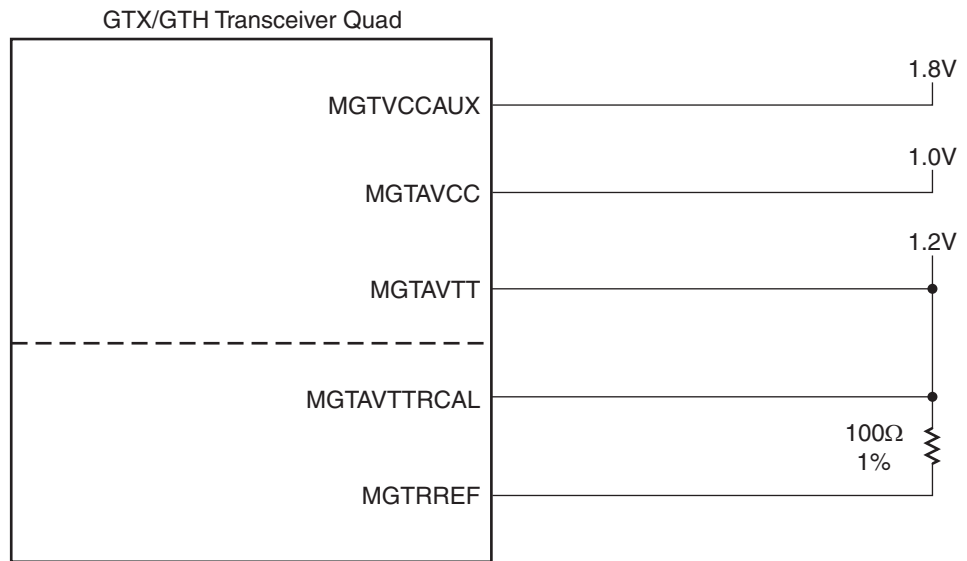 GTX/GTH Transceiver Quad
1.8V
MGTVCCAUX
1.0V
MGTAVCC
1.2V
MGTAVTT
MGTAVTTRCAL
100Ω
1%
MGTRREF